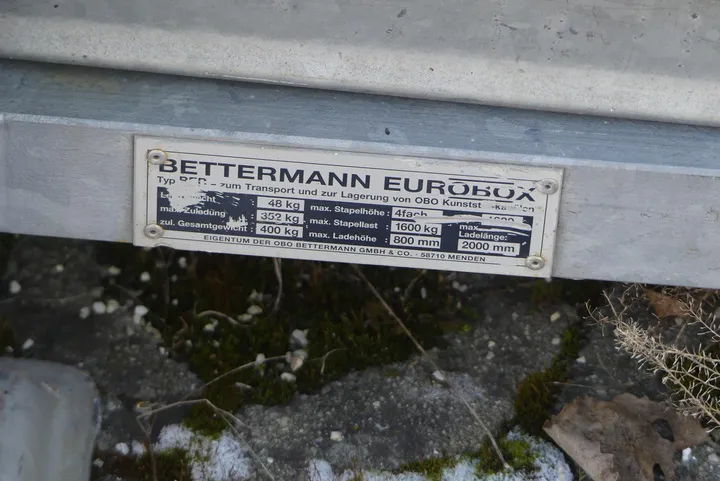 BETTERMANN EUROBOX
Typ - zum Transport und zur Lagerung von OBO Kunststoff-Kanälen
48 kg max. Stapelhöhe: 4fach
max. Zuladung 352 kg max. Stapellast : 1600 kg max. Ladelänge:
zul. Gesamtgewicht : 400 kg max. Ladehöhe : 800 mm 2000 mm
EIGENTUM DER OBO BETTERMANN GMBH & CO. - 58710 MENDEN